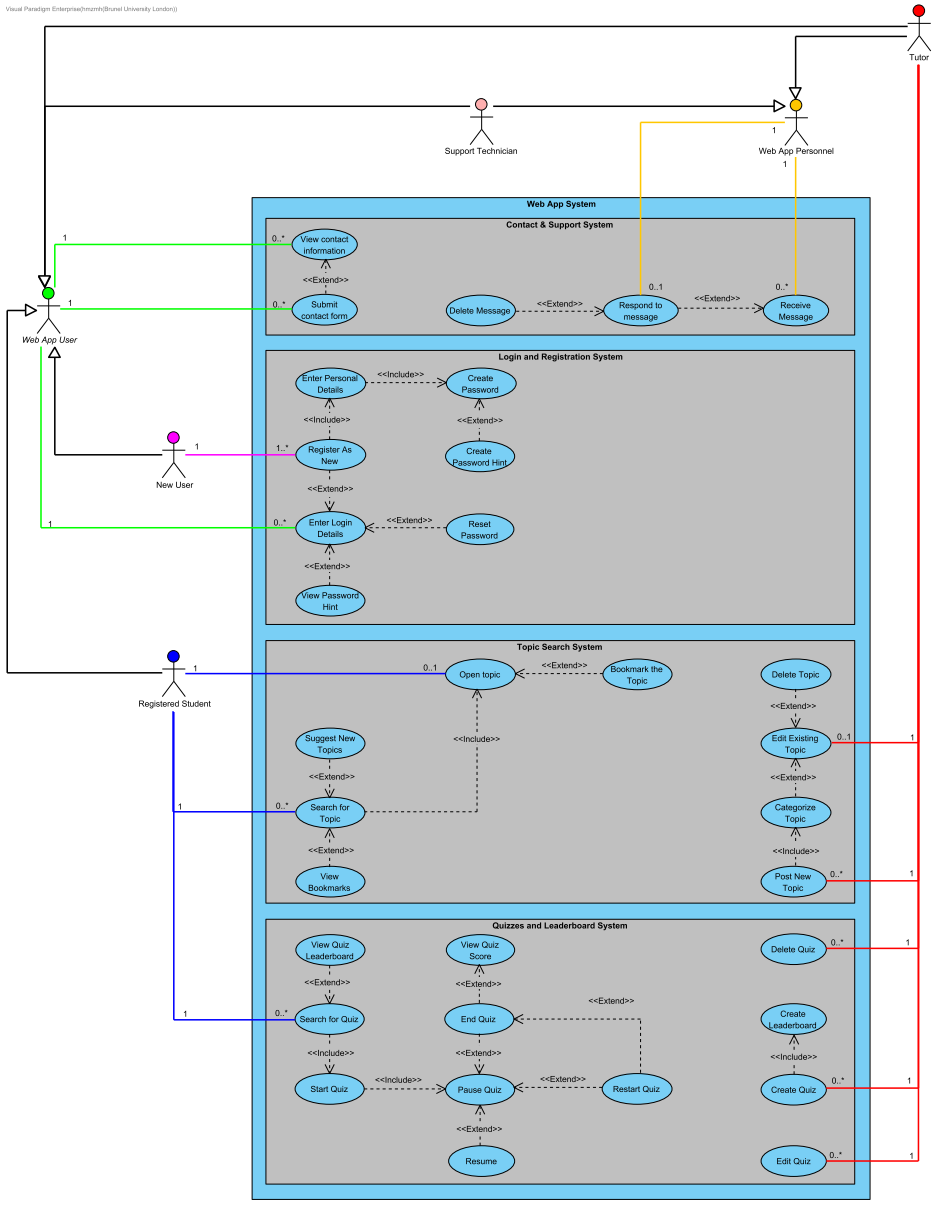 Visual Paradigm Enterprise(hmzmh(Brunel University London))
Tutor
Support Technician
Web App Personnel
1
1
Web App System
Contact & Support System
1
0..*
View contact
information
<<Extend>>
1
0..*
Submit
contact form
Web App User
Delete Message
<<Extend>>
0..1
Respond to
message
<<Extend>>
0..*
Receive
Message
Login and Registration System
Enter Personal
Details
<<Include>>
Create
Password
<<Include>>
<<Extend>>
New User
1
1..*
Register As
New
Create
Password Hint
<<Extend>>
1
0..*
Enter Login
Details
<<Extend>>
Reset
Password
<<Extend>>
View Password
Hint
Topic Search System
Registered Student
1
0..1
Open topic
<<Extend>>
Bookmark the
Topic
Delete Topic
<<Extend>>
Suggest New
Topics
<<Include>>
Edit Existing
Topic
0..1
1
<<Extend>>
<<Extend>>
1
0..*
Search for
Topic
Categorize
Topic
<<Extend>>
<<Include>>
View
Bookmarks
Post New
Topic
0..*
1
Quizzes and Leaderboard System
View Quiz
Leaderboard
View Quiz
Score
Delete Quiz
0..*
1
<<Extend>>
<<Extend>>
<<Extend>>
1
0..*
Search for Quiz
End Quiz
Create
Leaderboard
<<Include>>
<<Extend>>
<<Include>>
Start Quiz
<<Include>>
Pause Quiz
<<Extend>>
Restart Quiz
Create Quiz
0..*
1
<<Extend>>
Resume
Edit Quiz
0..*
1